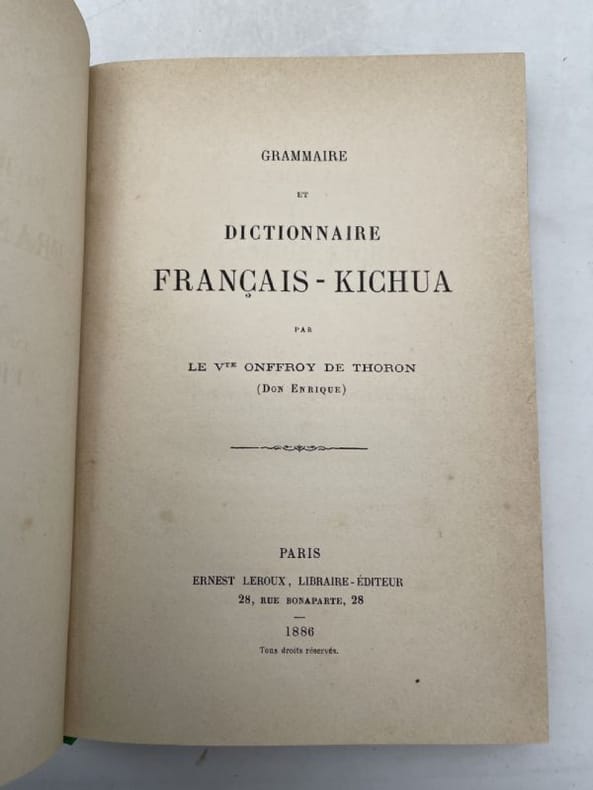 GRAMMAIRE
ET
DICTIONNAIRE
FRANÇAIS - KICHUA
PAR
LE VTE ONFFROY DE THORON
(DON ENRIQUE)
PARIS
ERNEST LEROUX, LIBRAIRE-ÉDITEUR
28, RUE BONAPARTE, 28
1886
Tous droits réservés.